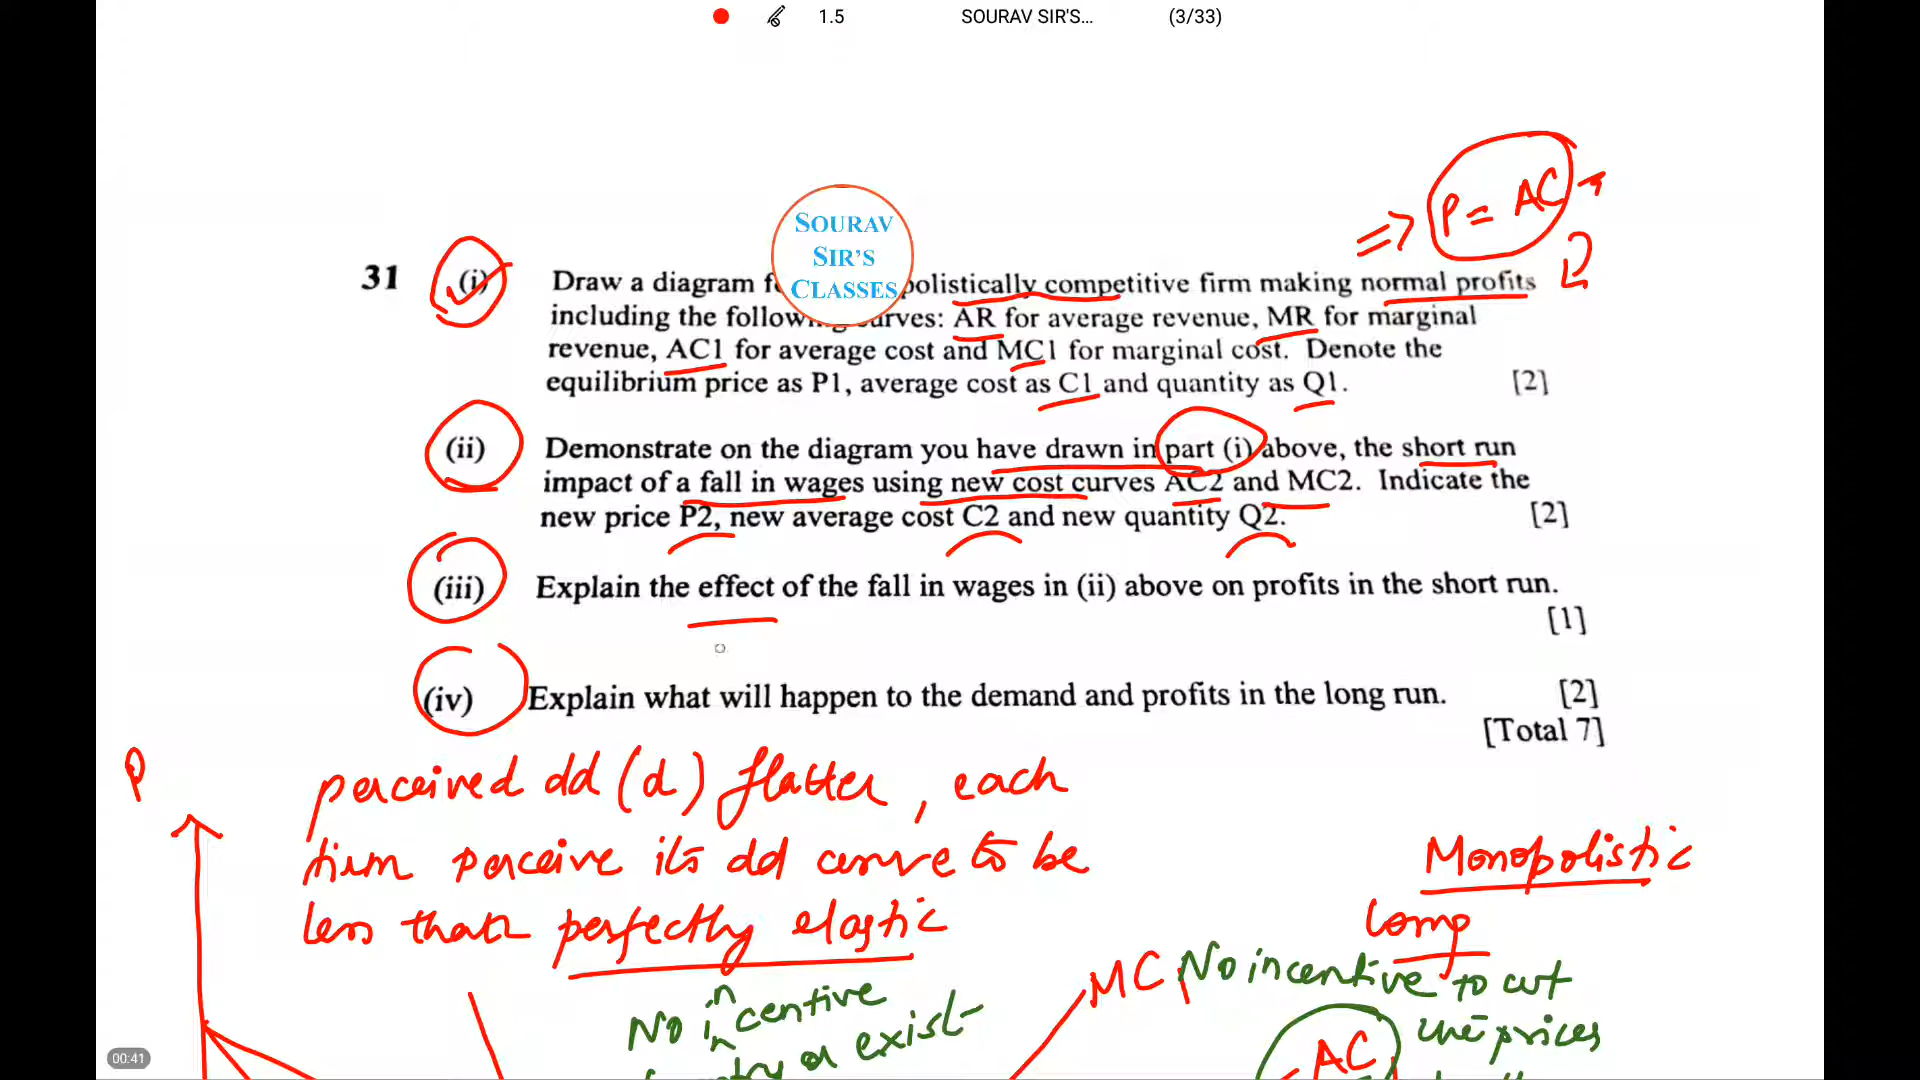 1.5 SOURAV SIR'S... (3/33)
P = AC
SOURAV
SIR'S
CLASSES
31 (i) Draw a diagram polistically competitive firm making normal profits
including the following curves: AR for average revenue, MR for marginal
revenue, AC1 for average cost and MC1 for marginal cost. Denote the
equilibrium price as P1, average cost as C1 and quantity as Q1. [2]
(ii) Demonstrate on the diagram you have drawn in part (i) above, the short run
impact of a fall in wages using new cost curves AC2 and MC2. Indicate the
new price P2, new average cost C2 and new quantity Q2. [2]
(iii) Explain the effect of the fall in wages in (ii) above on profits in the short run.
[1]
(iv) Explain what will happen to the demand and profits in the long run. [2]
[Total 7]
P
perceived dd (d) flatter, each
firm perceive its dd curve to be
less than perfectly elastic
Monopolistic
comp
MC
No incentive to cut
the prices
No incentive
entry or exist
AC
00:41